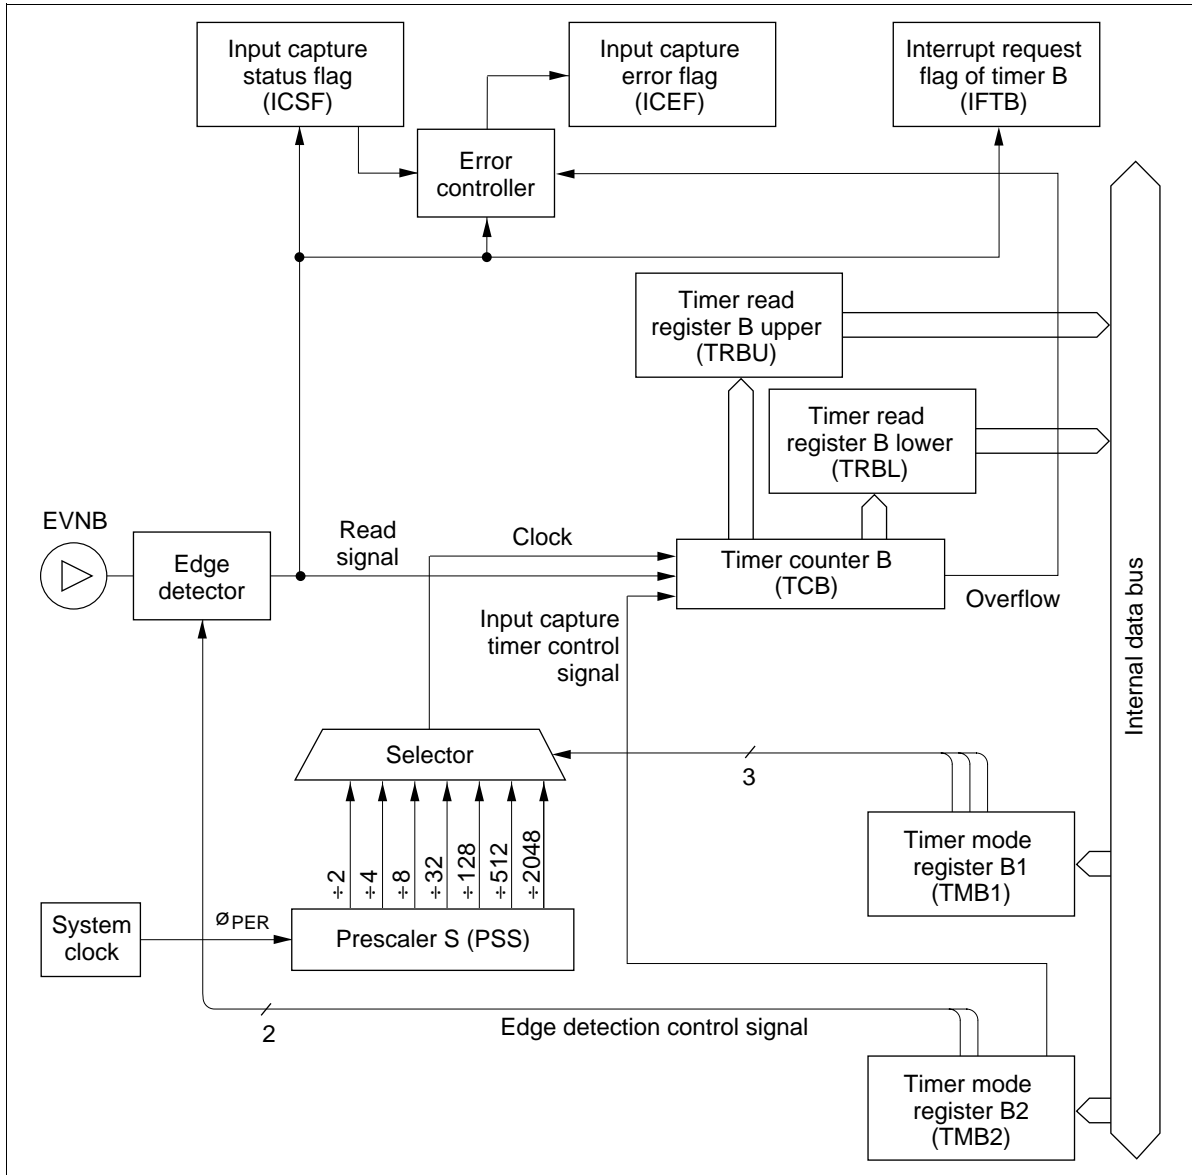 Input capture
status flag
(ICSF)
Input capture
error flag
(ICEF)
Interrupt request
flag of timer B
(IFTB)
Error
controller
Timer read
register B upper
(TRBU)
Timer read
register B lower
(TRBL)
EVNB
Edge
detector
Read
signal
Clock
Timer counter B
(TCB)
Overflow
Input capture
timer control
signal
Internal data bus
Selector
3
÷2
÷4
÷8
÷32
÷128
÷512
÷2048
Timer mode
register B1
(TMB1)
System
clock
øPER
Prescaler S (PSS)
2
Edge detection control signal
Timer mode
register B2
(TMB2)